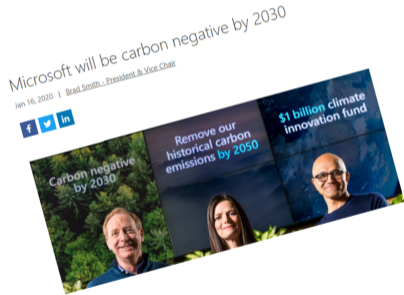 Microsoft will be carbon negative by 2030
Jan 16, 2020 | Brad Smith - President & Vice Chair
Carbon negative
by 2030
Remove our
historical carbon
emissions by 2050
$1 billion climate
innovation fund